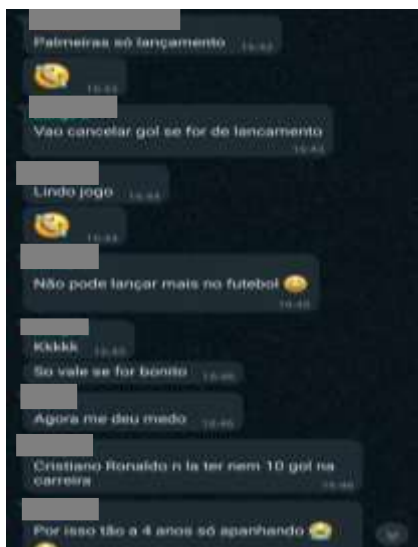 Palmeiras só lançamento
Vao cancelar gol se for de lancamento
Lindo jogo
Não pode lançar mais no futebol
Kkkkk
So vale se for bonito
Agora me deu medo
Cristiano Ronaldo n ia ter nem 10 gol na
carreira
Por isso tão a 4 anos só apanhando